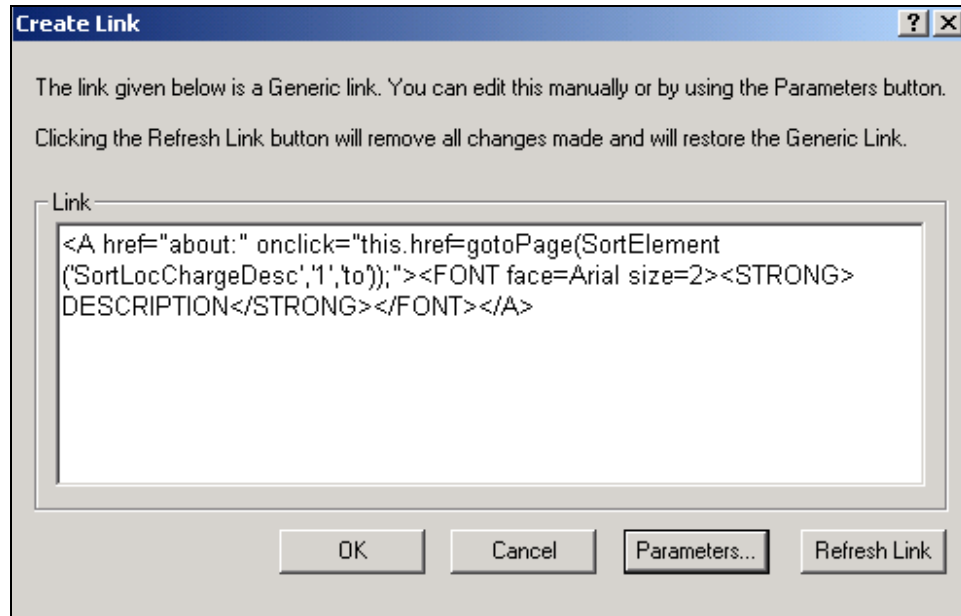 Create Link
The link given below is a Generic link. You can edit this manually or by using the Parameters button.
Clicking the Refresh Link button will remove all changes made and will restore the Generic Link.
Link
<A href="about:" onclick="this.href=gotoPage(SortElement
('SortLocChargeDesc','1','to'));"><FONT face=Arial size=2><STRONG>
DESCRIPTION</STRONG></FONT></A>
OK Cancel Parameters... Refresh Link